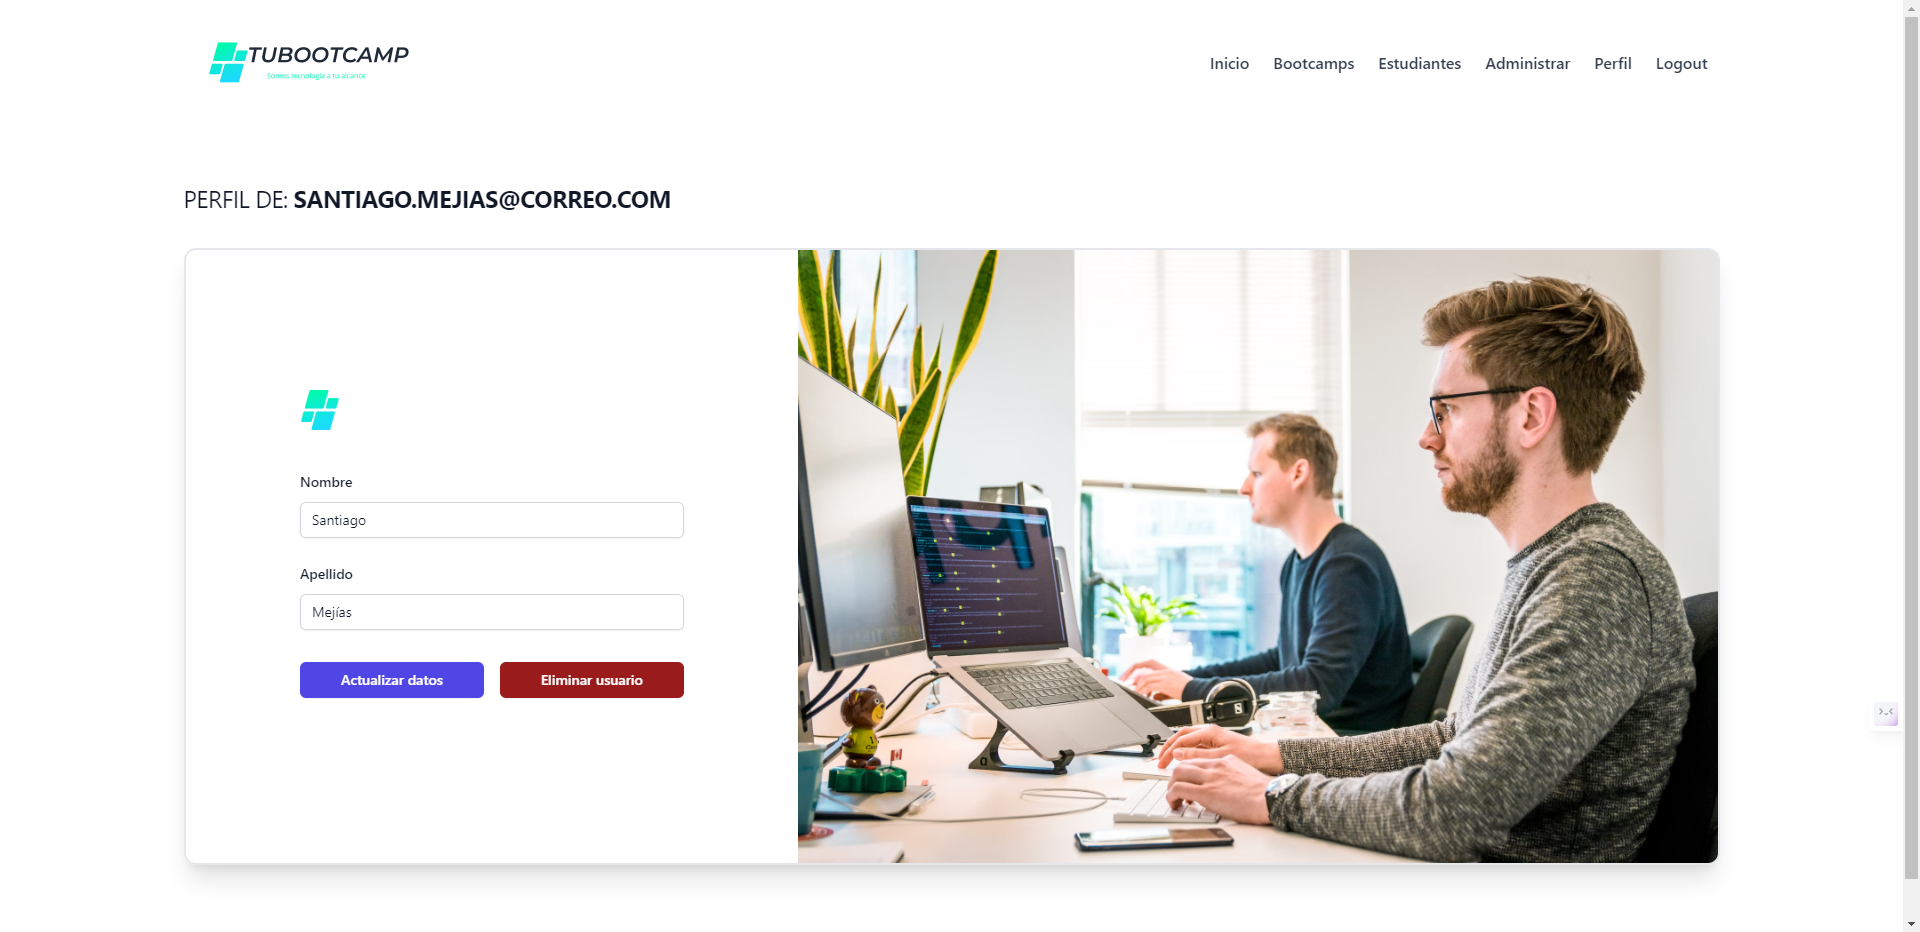 TUBOOTCAMP
Somos tecnología a tu alcance
Inicio Bootcamps Estudiantes Administrar Perfil Logout
PERFIL DE: SANTIAGO.MEJIAS@CORREO.COM
Nombre
Santiago
Apellido
Mejías
Actualizar datos Eliminar usuario